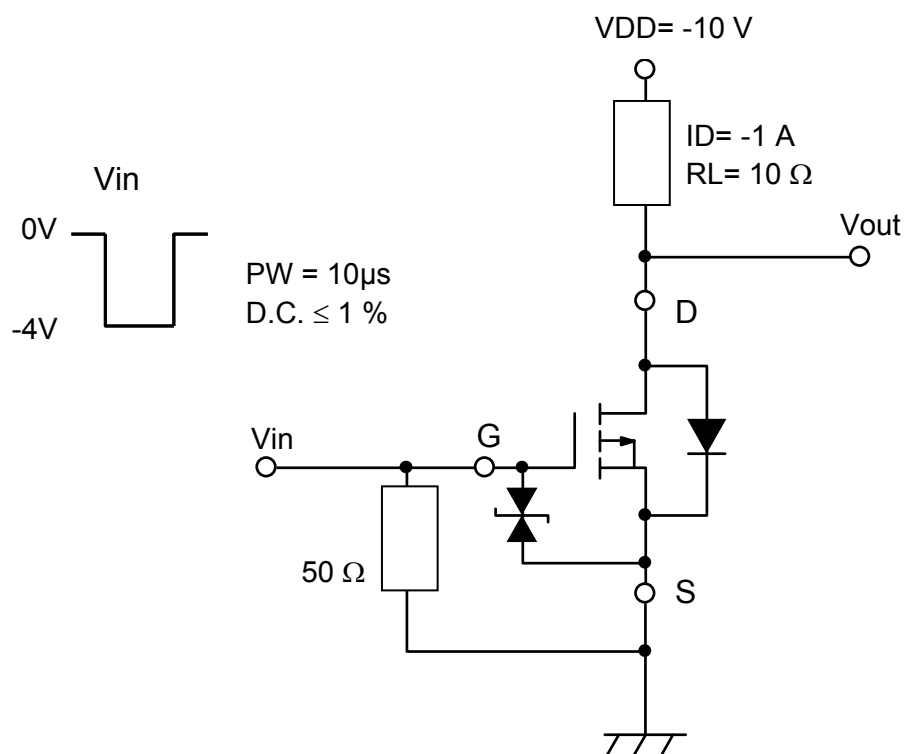 VDD= -10 V
ID= -1 A
RL= 10 Ω
Vin
0V
Vout
PW = 10µs
D.C. ≤ 1 %
-4V
D
Vin
G
50 Ω
S